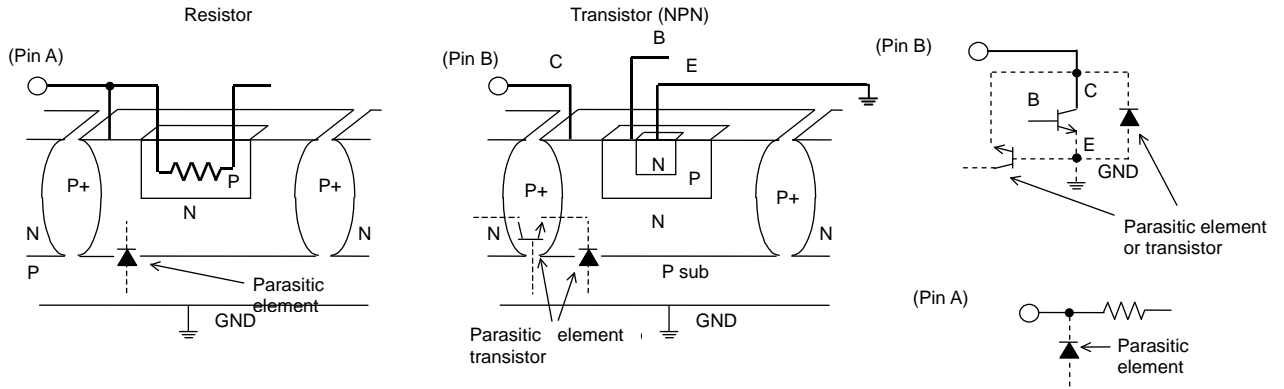 Resistor
(Pin A)
P+
P+
P
N
N
N
P
Parasitic
element
GND
Transistor (NPN)
B
(Pin B)
C
E
P+
P+
N
P
N
N
N
P sub
Parasitic element
transistor
GND
(Pin B)
B
C
E
GND
Parasitic element
or transistor
(Pin A)
Parasitic
element